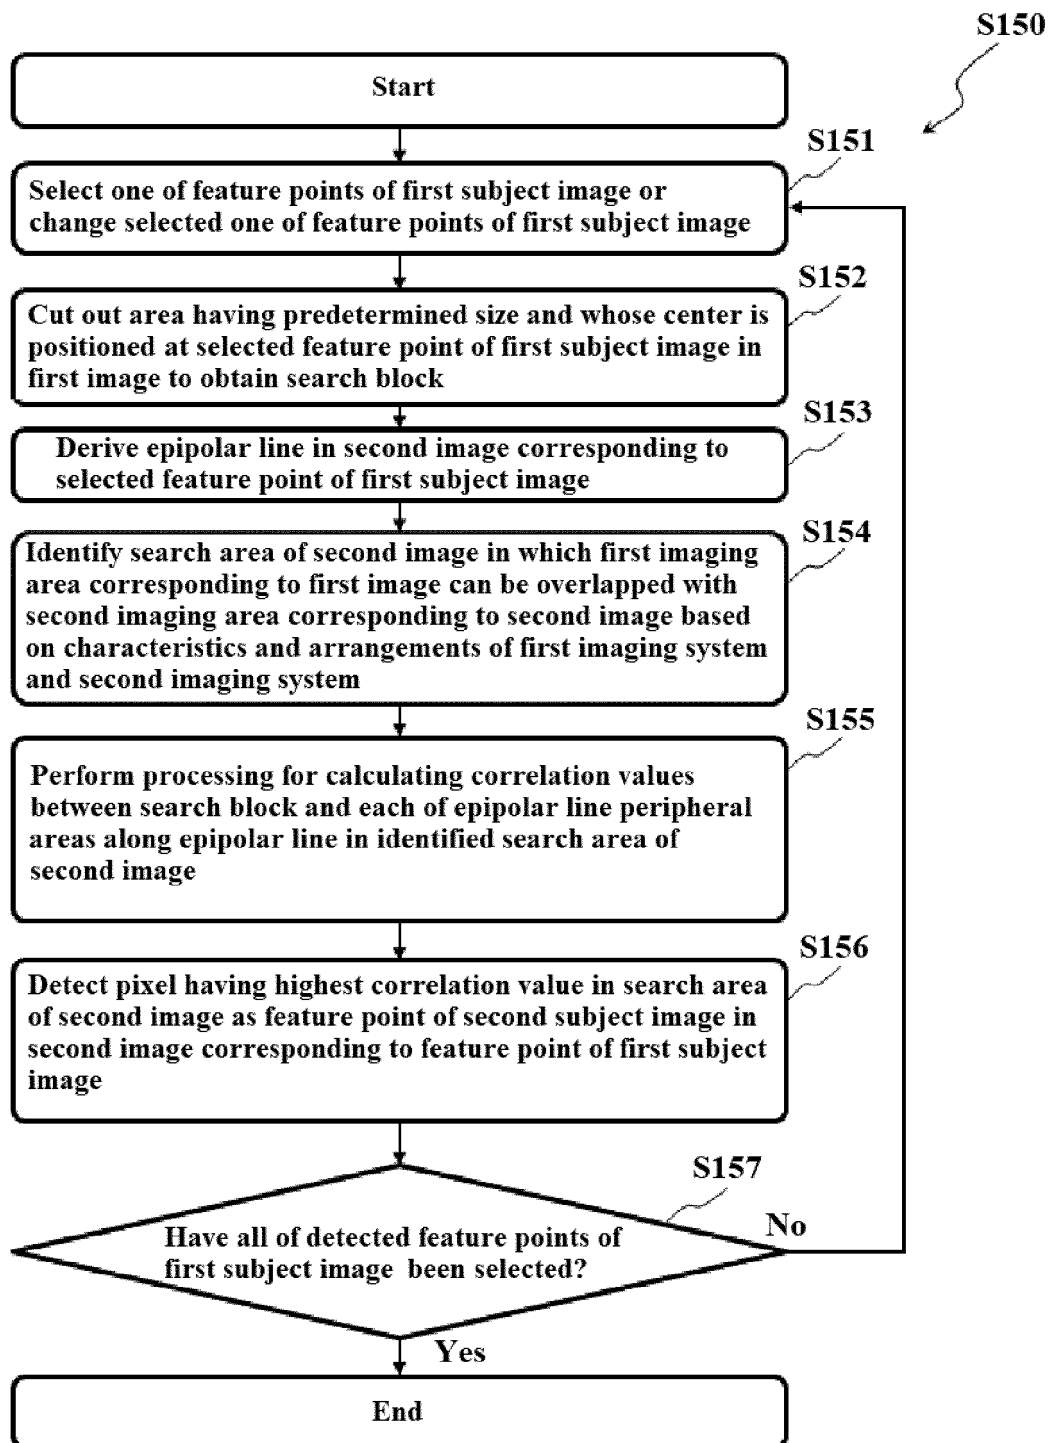 S150
Start
S151
Select one of feature points of first subject image or
change selected one of feature points of first subject image
S152
Cut out area having predetermined size and whose center is
positioned at selected feature point of first subject image in
first image to obtain search block
S153
Derive epipolar line in second image corresponding to
selected feature point of first subject image
S154
Identify search area of second image in which first imaging
area corresponding to first image can be overlapped with
second imaging area corresponding to second image based
on characteristics and arrangements of first imaging system
and second imaging system
S155
Perform processing for calculating correlation values
between search block and each of epipolar line peripheral
areas along epipolar line in identified search area of
second image
S156
Detect pixel having highest correlation value in search area
of second image as feature point of second subject image in
second image corresponding to feature point of first subject
image
S157
Have all of detected feature points of
first subject image been selected?
No
Yes
End